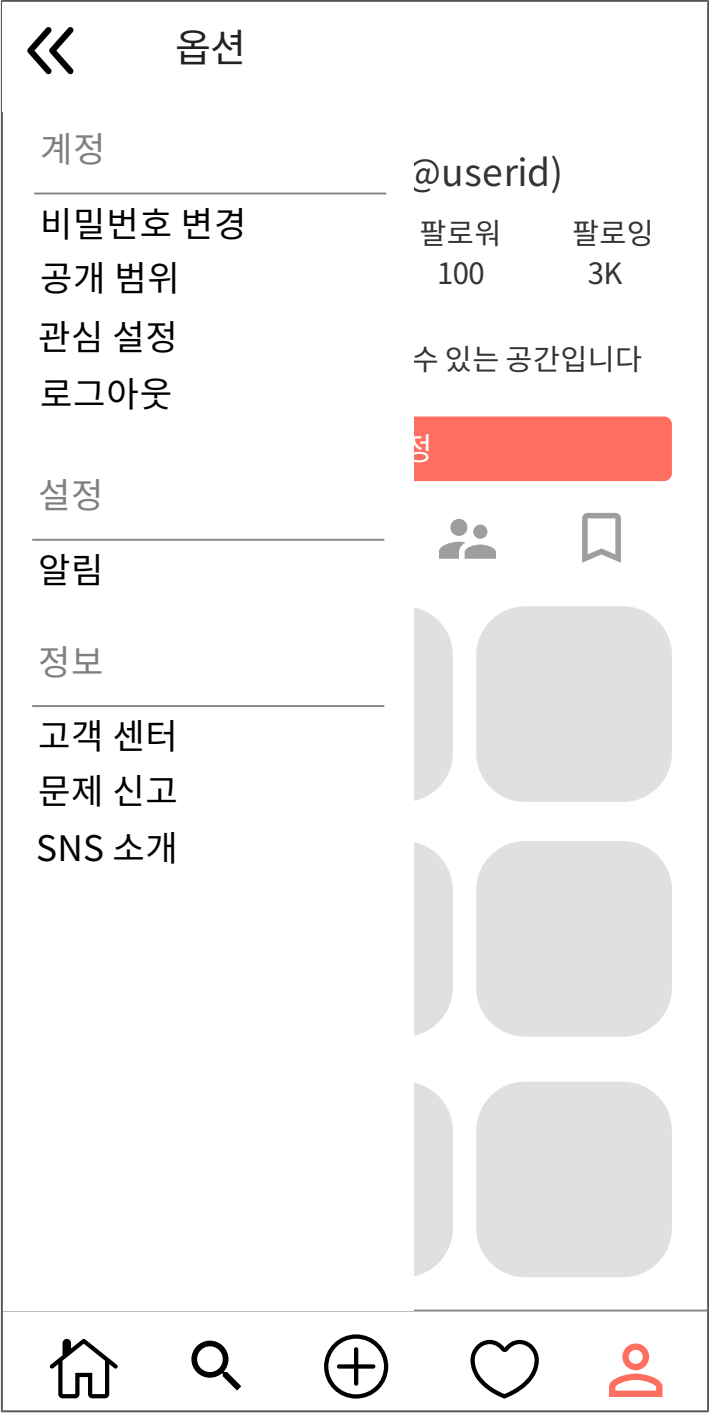 옵션
계정
비밀번호 변경
공개 범위
관심 설정
로그아웃
설정
알림
정보
고객 센터
문제 신고
SNS 소개
@userid)
팔로워 팔로잉
100 3K
수 있는 공간입니다
정